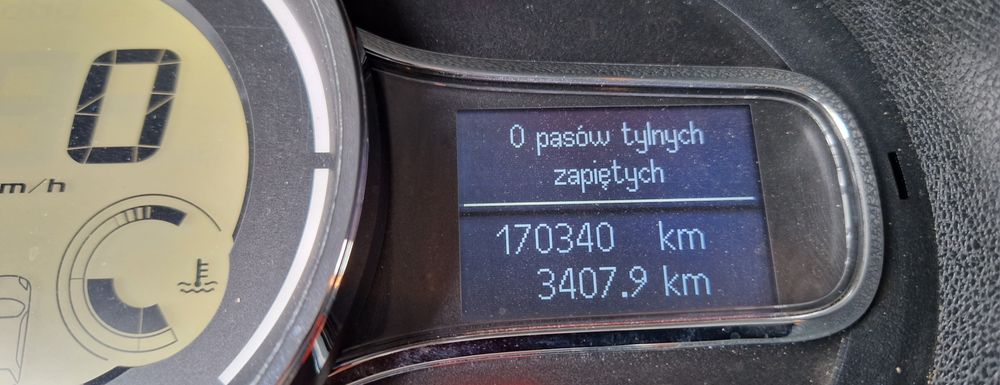 0
m/h
0 pasów tylnych
zapiętych
170340 km
3407.9 km